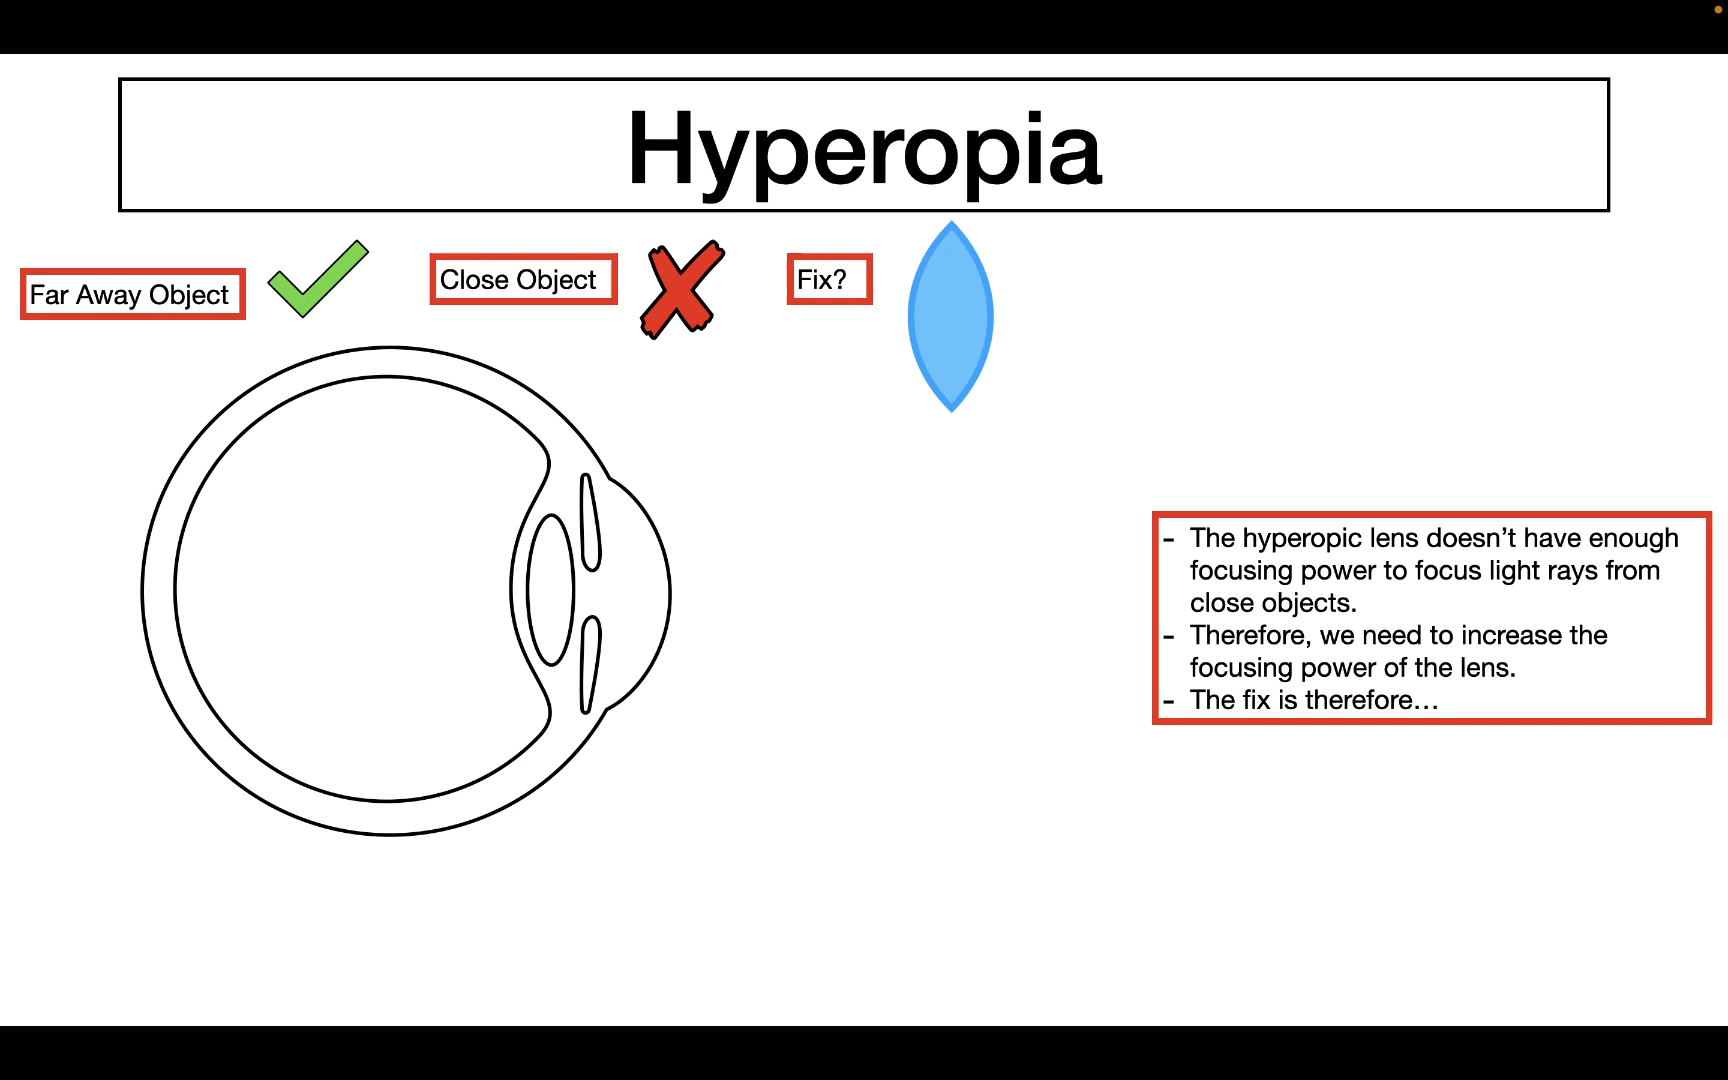 Hyperopia
Far Away Object
Close Object
Fix?
- The hyperopic lens doesn’t have enough
focusing power to focus light rays from
close objects.
- Therefore, we need to increase the
focusing power of the lens.
- The fix is therefore…